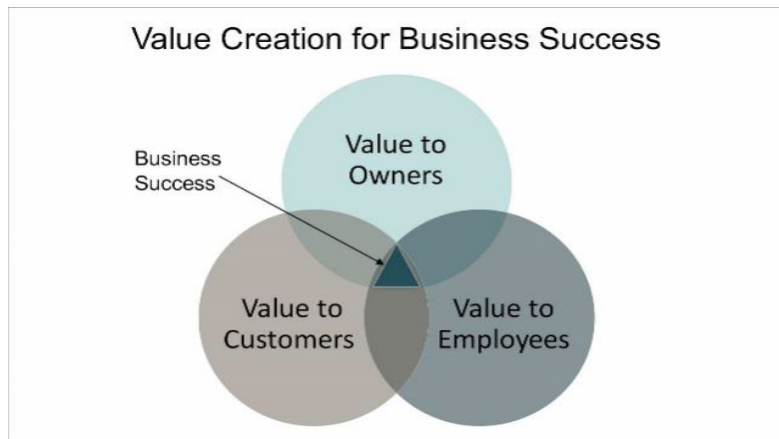 Value Creation for Business Success
Value to
Owners
Business
Success
Value to
Customers
Value to
Employees